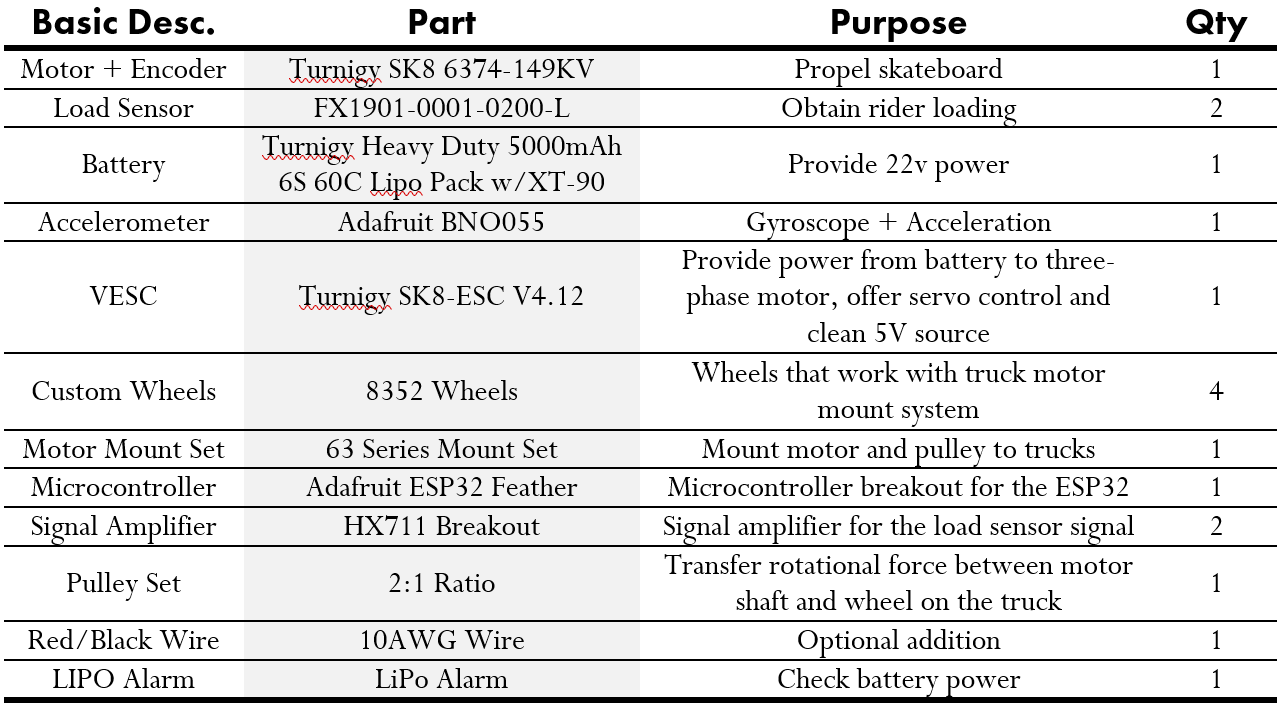 Basic Desc. Part Purpose Qty
Motor + Encoder Turnigy SK8 6374-149KV Propel skateboard 1
Load Sensor FX1901-0001-0200-L Obtain rider loading 2
Battery Turnigy Heavy Duty 5000mAh
6S 60C Lipo Pack w/XT-90 Provide 22v power 1
Accelerometer Adafruit BNO055 Gyroscope + Acceleration 1
VESC Turnigy SK8-ESC V4.12 Provide power from battery to three-
phase motor, offer servo control and
clean 5V source 1
Custom Wheels 8352 Wheels Wheels that work with truck motor
mount system 4
Motor Mount Set 63 Series Mount Set Mount motor and pulley to trucks 1
Microcontroller Adafruit ESP32 Feather Microcontroller breakout for the ESP32 1
Signal Amplifier HX711 Breakout Signal amplifier for the load sensor signal 2
Pulley Set 2:1 Ratio Transfer rotational force between motor
shaft and wheel on the truck 1
Red/Black Wire 10AWG Wire Optional addition 1
LIPO Alarm LiPo Alarm Check battery power 1